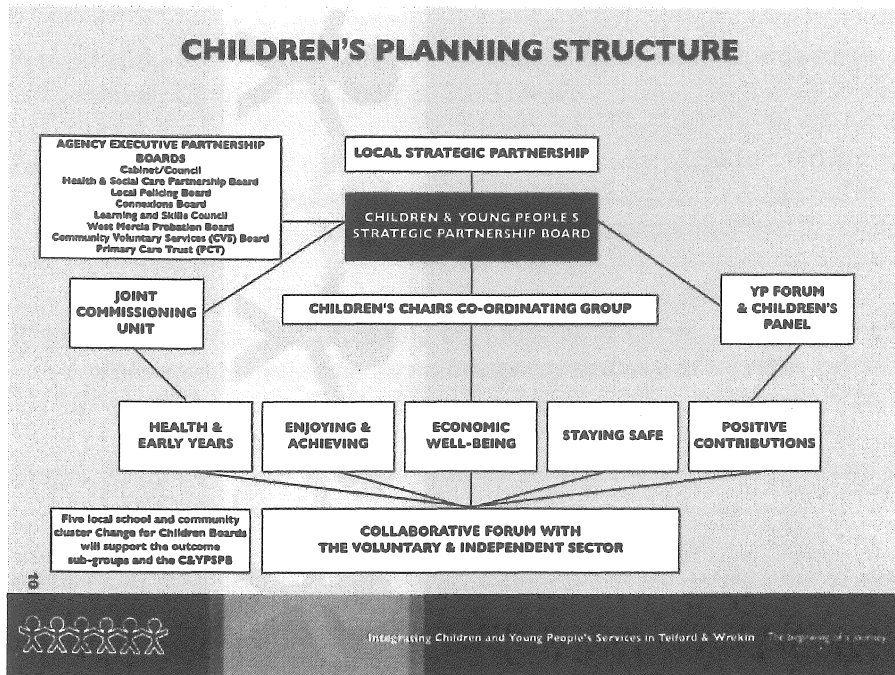 CHILDREN'S PLANNING STRUCTURE
AGENCY EXECUTIVE PARTNERSHIP
BOARDS
Cabinet/Council
Health & Social Care Partnership Board
Local Policing Board
Connexions Board
Learning and Skills Council
West Mercia Probation Board
Community Voluntary Services (CVS) Board
Primary Care Trust (PCT)
LOCAL STRATEGIC PARTNERSHIP
CHILDREN & YOUNG PEOPLE'S
STRATEGIC PARTNERSHIP BOARD
JOINT
COMMISSIONING
UNIT
CHILDREN'S CHAIRS CO-ORDINATING GROUP
YP FORUM
& CHILDREN'S
PANEL
HEALTH &
EARLY YEARS
ENJOYING &
ACHIEVING
ECONOMIC
WELL-BEING
STAYING SAFE
POSITIVE
CONTRIBUTIONS
Five local school and community
cluster Change for Children Boards
will support the outcome
sub-groups and the C&YPSPB
COLLABORATIVE FORUM WITH
THE VOLUNTARY & INDEPENDENT SECTOR
Integrating Children and Young People's Services in Telford & Wrekin The beginning of a journey